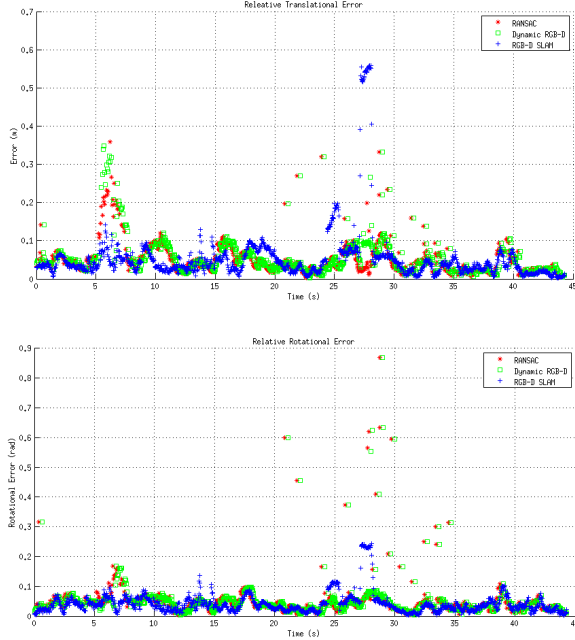 Releative Translational Error
0,7
0,6
0,5
0,4
0,3
0,2
0,1
0
Error (m)
RANSAC
Dynamic RGB-D
RGB-D SLAM
0 5 10 15 20 25 30 35 40 45
Time (s)
Relative Rotational Error
0,9
0,8
0,7
0,6
0,5
0,4
0,3
0,2
0,1
0
Rotational Error (rad)
RANSAC
Dynamic RGB-D
RGB-D SLAM
0 5 10 15 20 25 30 35 40 45
Time (s)